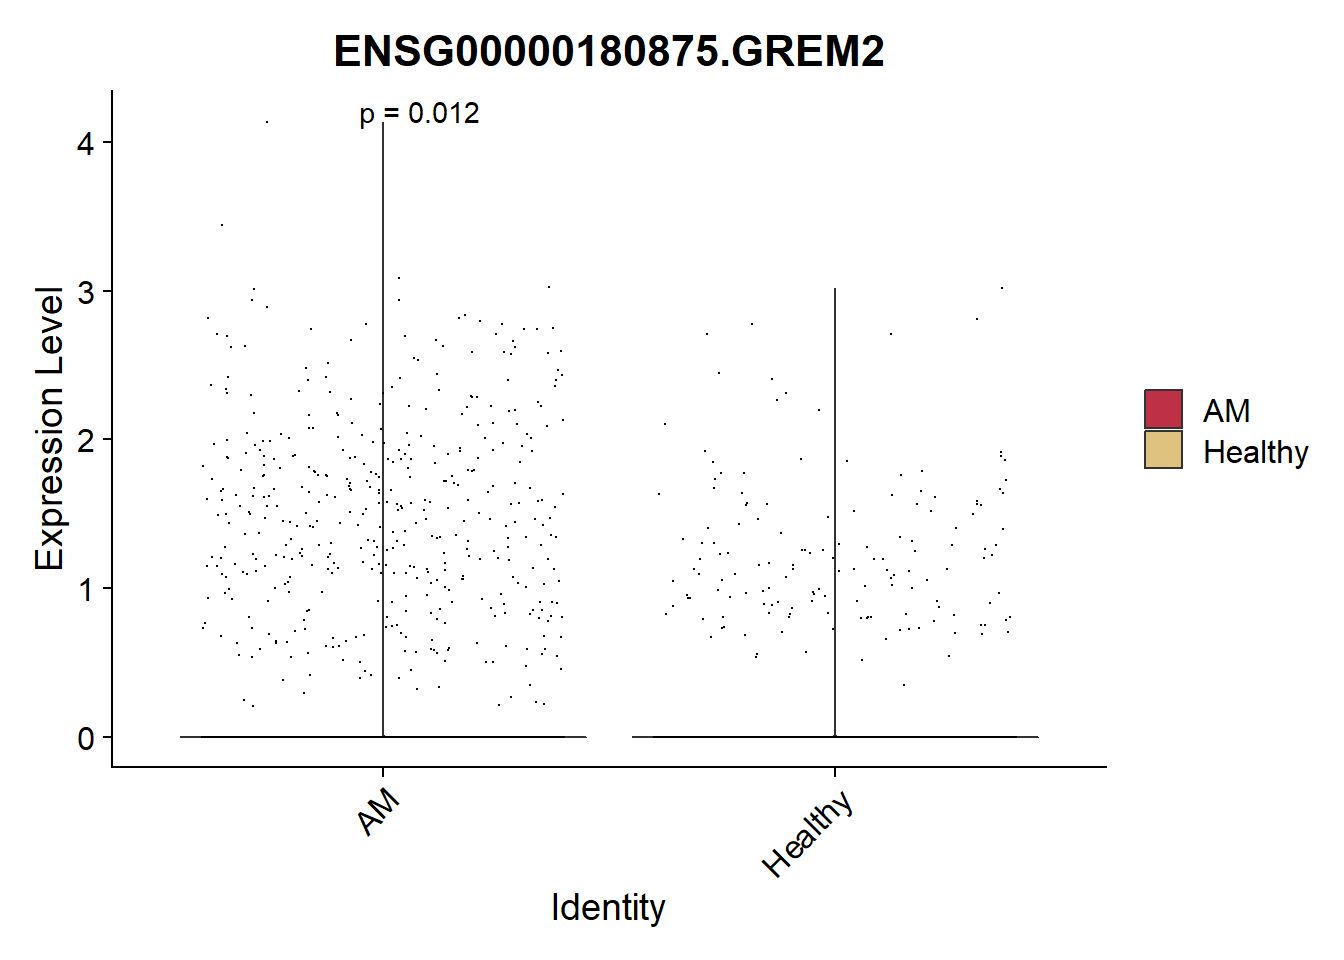 ENSG00000180875.GREM2
p = 0.012
Expression Level
4
3
2
1
0
AM
Healthy
Identity
AM
Healthy